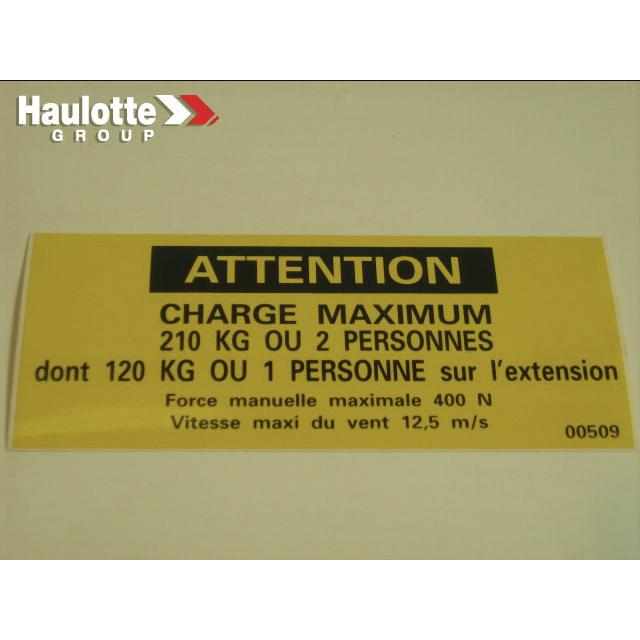 Haulotte
GROUP
ATTENTION
CHARGE MAXIMUM
210 KG OU 2 PERSONNES
dont 120 KG OU 1 PERSONNE sur l'extension
Force manuelle maximale 400 N
Vitesse maxi du vent 12,5 m/s
00509